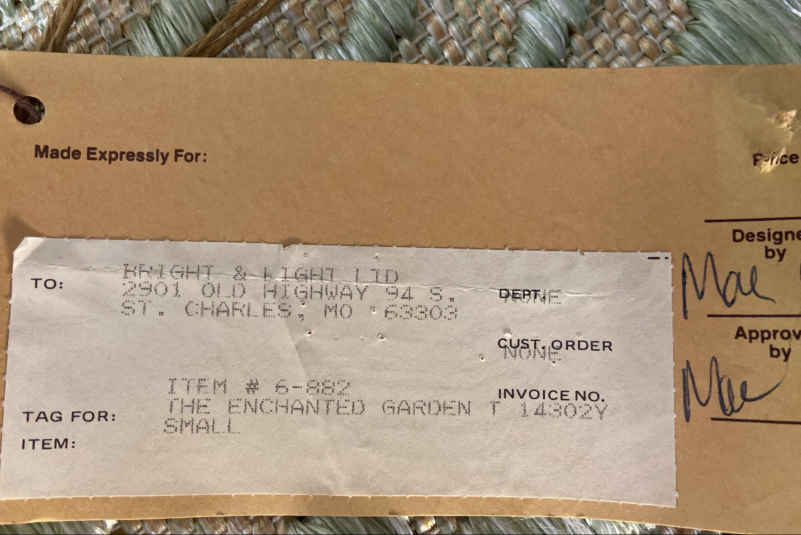 Made Expressly For:
Price
Designe
by
Mae
Approv
by
Mae
TO:
BRIGHT & LIGHT LTD
2901 OLD HIGHWAY 94 S.
ST. CHARLES, MO 63303
DEPT.
NONE
CUST. ORDER
NONE
ITEM # 6-882
INVOICE NO.
TAG FOR:
THE ENCHANTED GARDEN T 14302Y
SMALL
ITEM: